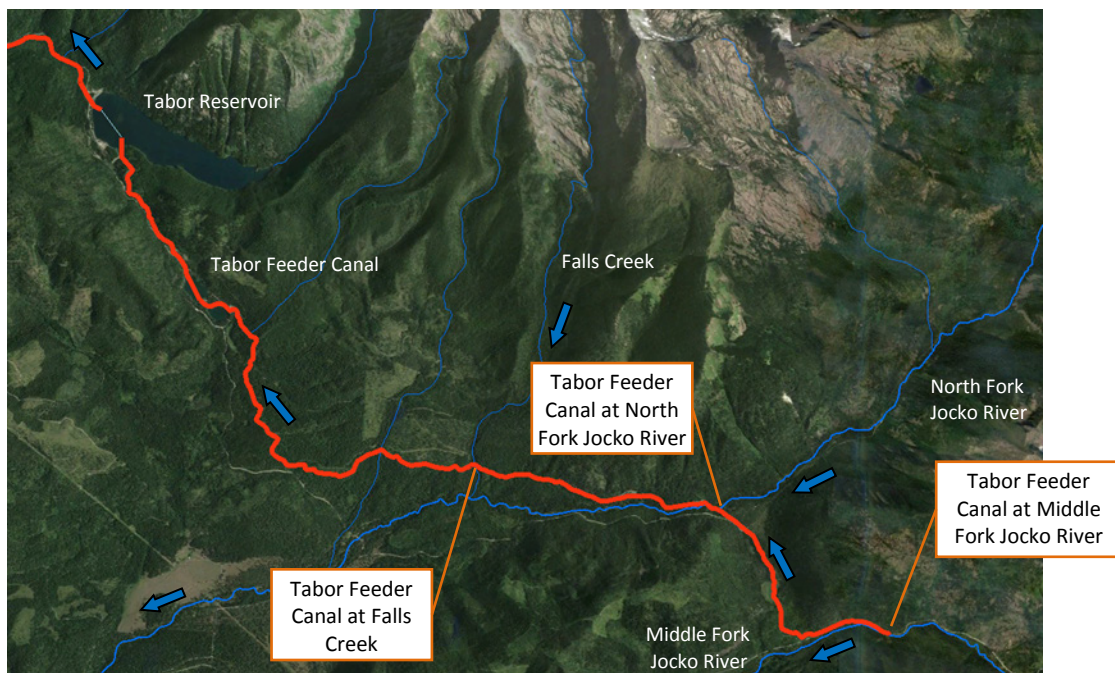 Tabor Reservoir
Tabor Feeder Canal
Falls Creek
Tabor Feeder
Canal at North
Fork Jocko River
North Fork
Jocko River
Tabor Feeder
Canal at Middle
Fork Jocko River
Tabor Feeder
Canal at Falls
Creek
Middle Fork
Jocko River